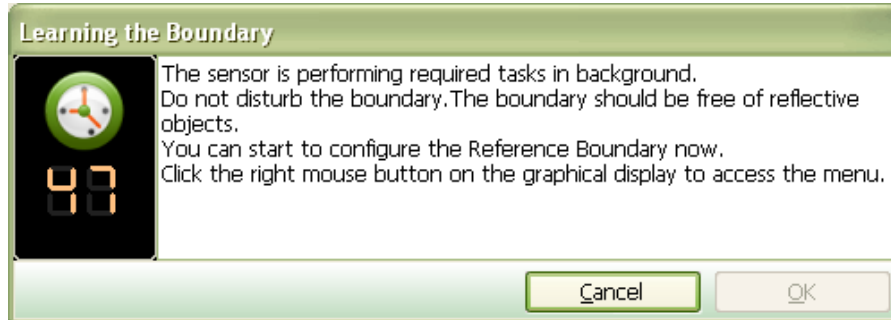 Learning the Boundary
The sensor is performing required tasks in background.
Do not disturb the boundary.The boundary should be free of reflective
objects.
You can start to configure the Reference Boundary now.
Click the right mouse button on the graphical display to access the menu.
47
Cancel
OK